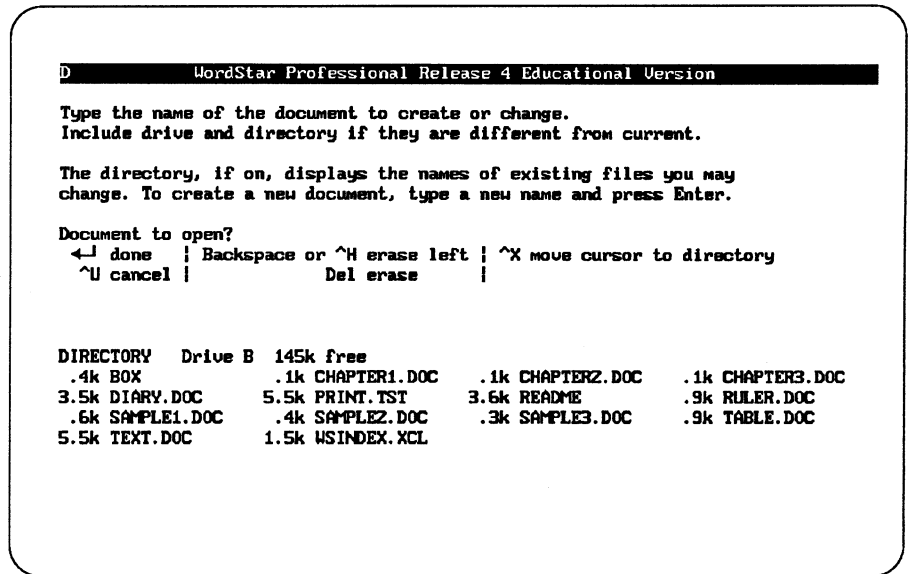 D WordStar Professional Release 4 Educational Version
Type the name of the document to create or change.
Include drive and directory if they are different from current.
The directory, if on, displays the names of existing files you may
change. To create a new document, type a new name and press Enter.
Document to open?
↵ done | Backspace or ^H erase left | ^X move cursor to directory
^U cancel | Del erase |
DIRECTORY Drive B 145k free
.4k BOX .1k CHAPTER1.DOC .1k CHAPTER2.DOC .1k CHAPTER3.DOC
3.5k DIARY.DOC 5.5k PRINT.TST 3.6k README .9k RULER.DOC
.6k SAMPLE1.DOC .4k SAMPLE2.DOC .3k SAMPLE3.DOC .9k TABLE.DOC
5.5k TEXT.DOC 1.5k WSINDEX.XCL